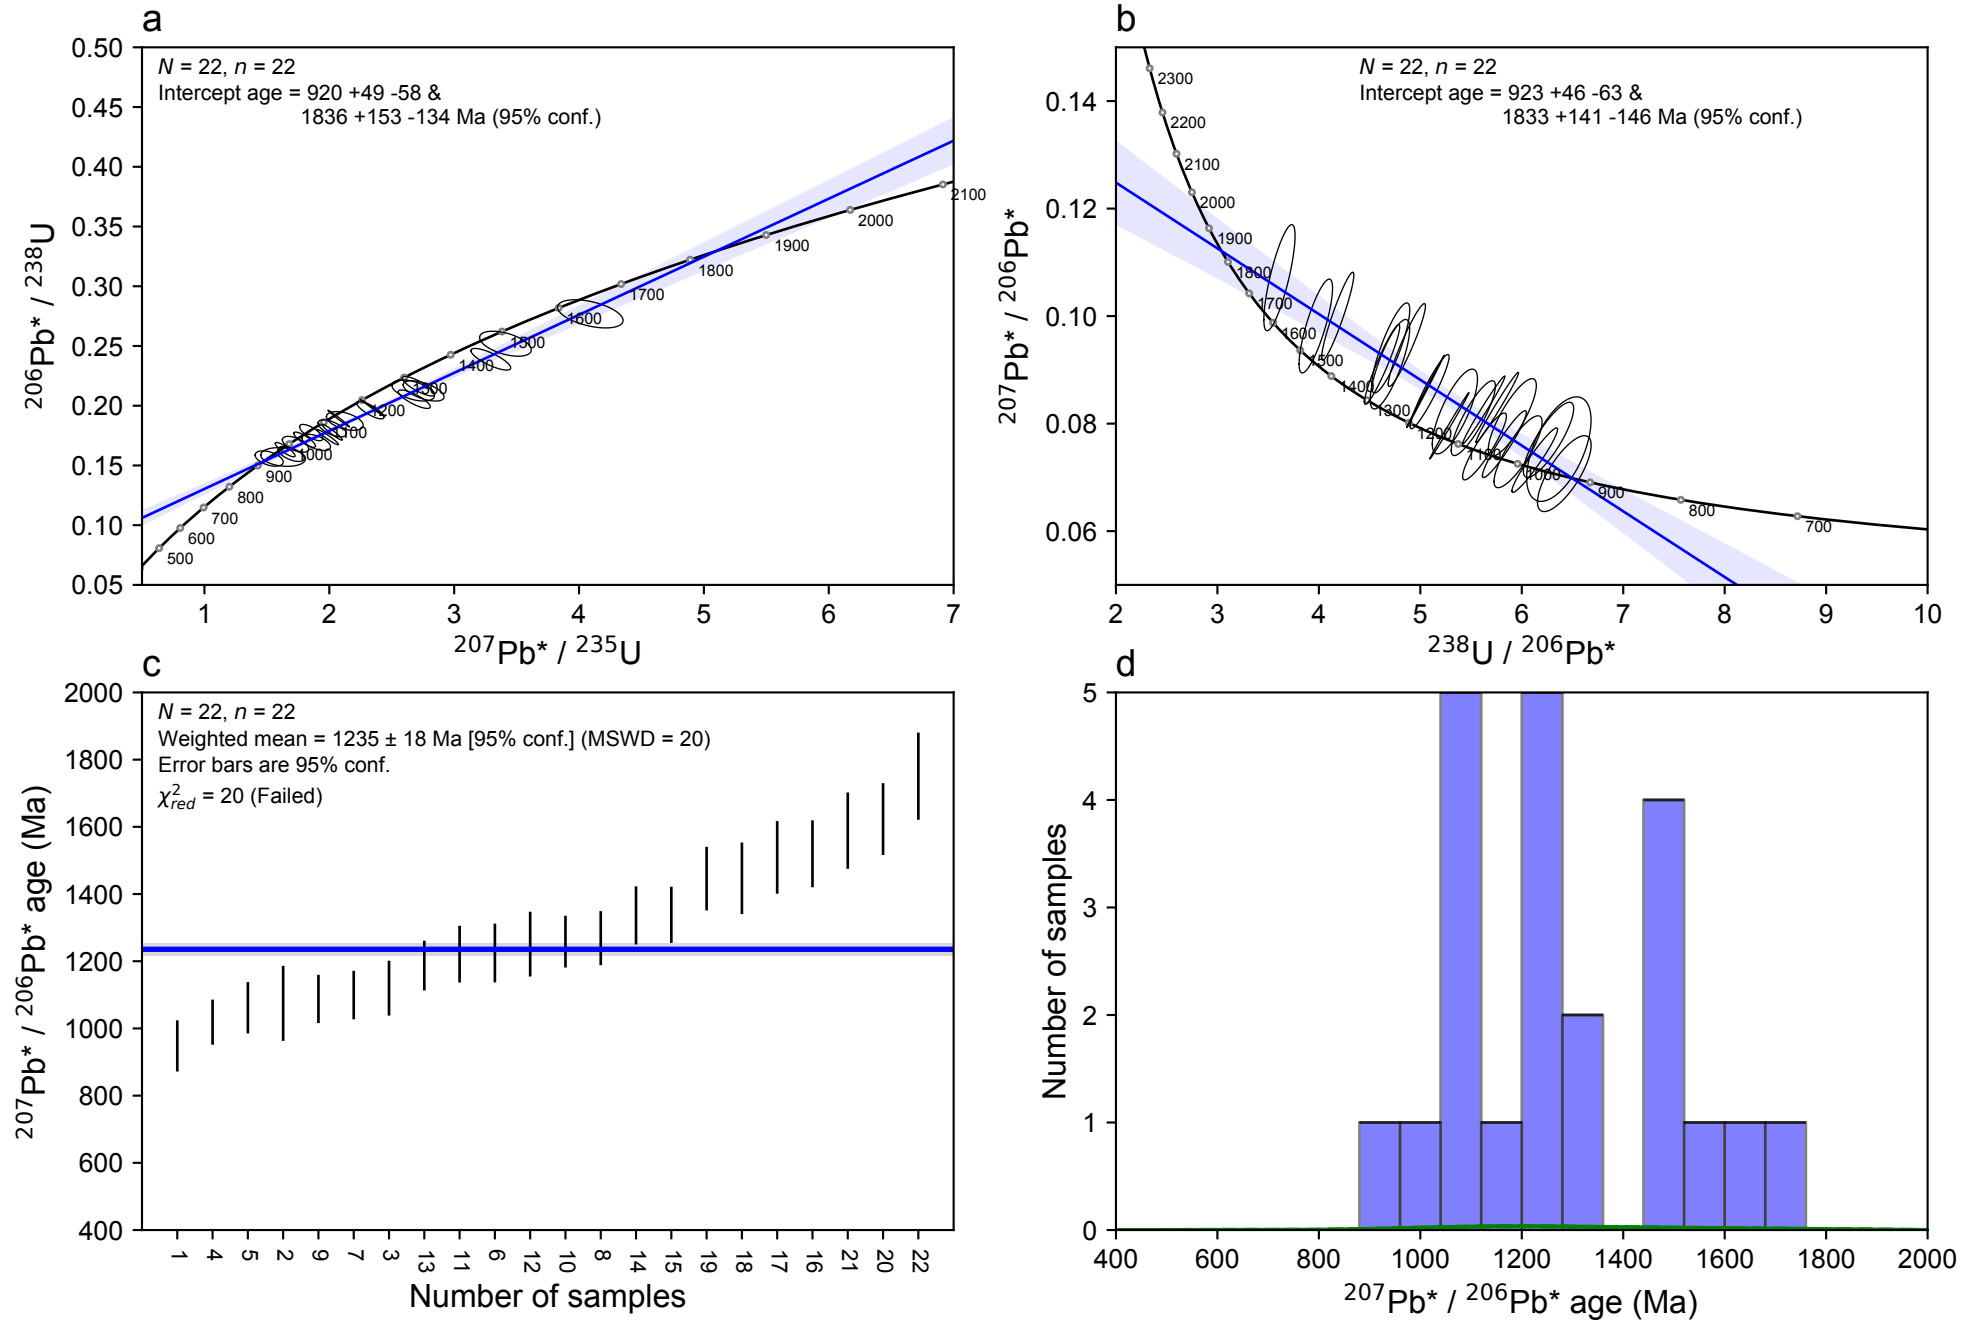 a
0.50
0.45
0.40
0.35
0.30
0.25
0.20
0.15
0.10
0.05
²⁰⁶Pb* / ²³⁸U
N = 22, n = 22
Intercept age = 920 +49 -58 &
1836 +153 -134 Ma (95% conf.)
500
600
700
800
900
1000
1100
1200
1300
1400
1500
1600
1700
1800
1900
2000
2100
1 2 3 4 5 6 7
²⁰⁷Pb* / ²³⁵U
b
0.14
0.12
0.10
0.08
0.06
²⁰⁷Pb* / ²⁰⁶Pb*
N = 22, n = 22
Intercept age = 923 +46 -63 &
1833 +141 -146 Ma (95% conf.)
2300
2200
2100
2000
1900
1800
1700
1600
1500
1400
1300
1200
1100
1000
900
800
700
2 3 4 5 6 7 8 9 10
²³⁸U / ²⁰⁶Pb*
c
2000
1800
1600
1400
1200
1000
800
600
400
²⁰⁷Pb* / ²⁰⁶Pb* age (Ma)
N = 22, n = 22
Weighted mean = 1235 ± 18 Ma [95% conf.] (MSWD = 20)
Error bars are 95% conf.
χ²red = 20 (Failed)
1 4 5 2 9 7 3 13 11 6 12 10 8 14 15 19 18 17 16 21 20 22
Number of samples
d
5
4
3
2
1
0
Number of samples
400 600 800 1000 1200 1400 1600 1800 2000
²⁰⁷Pb* / ²⁰⁶Pb* age (Ma)